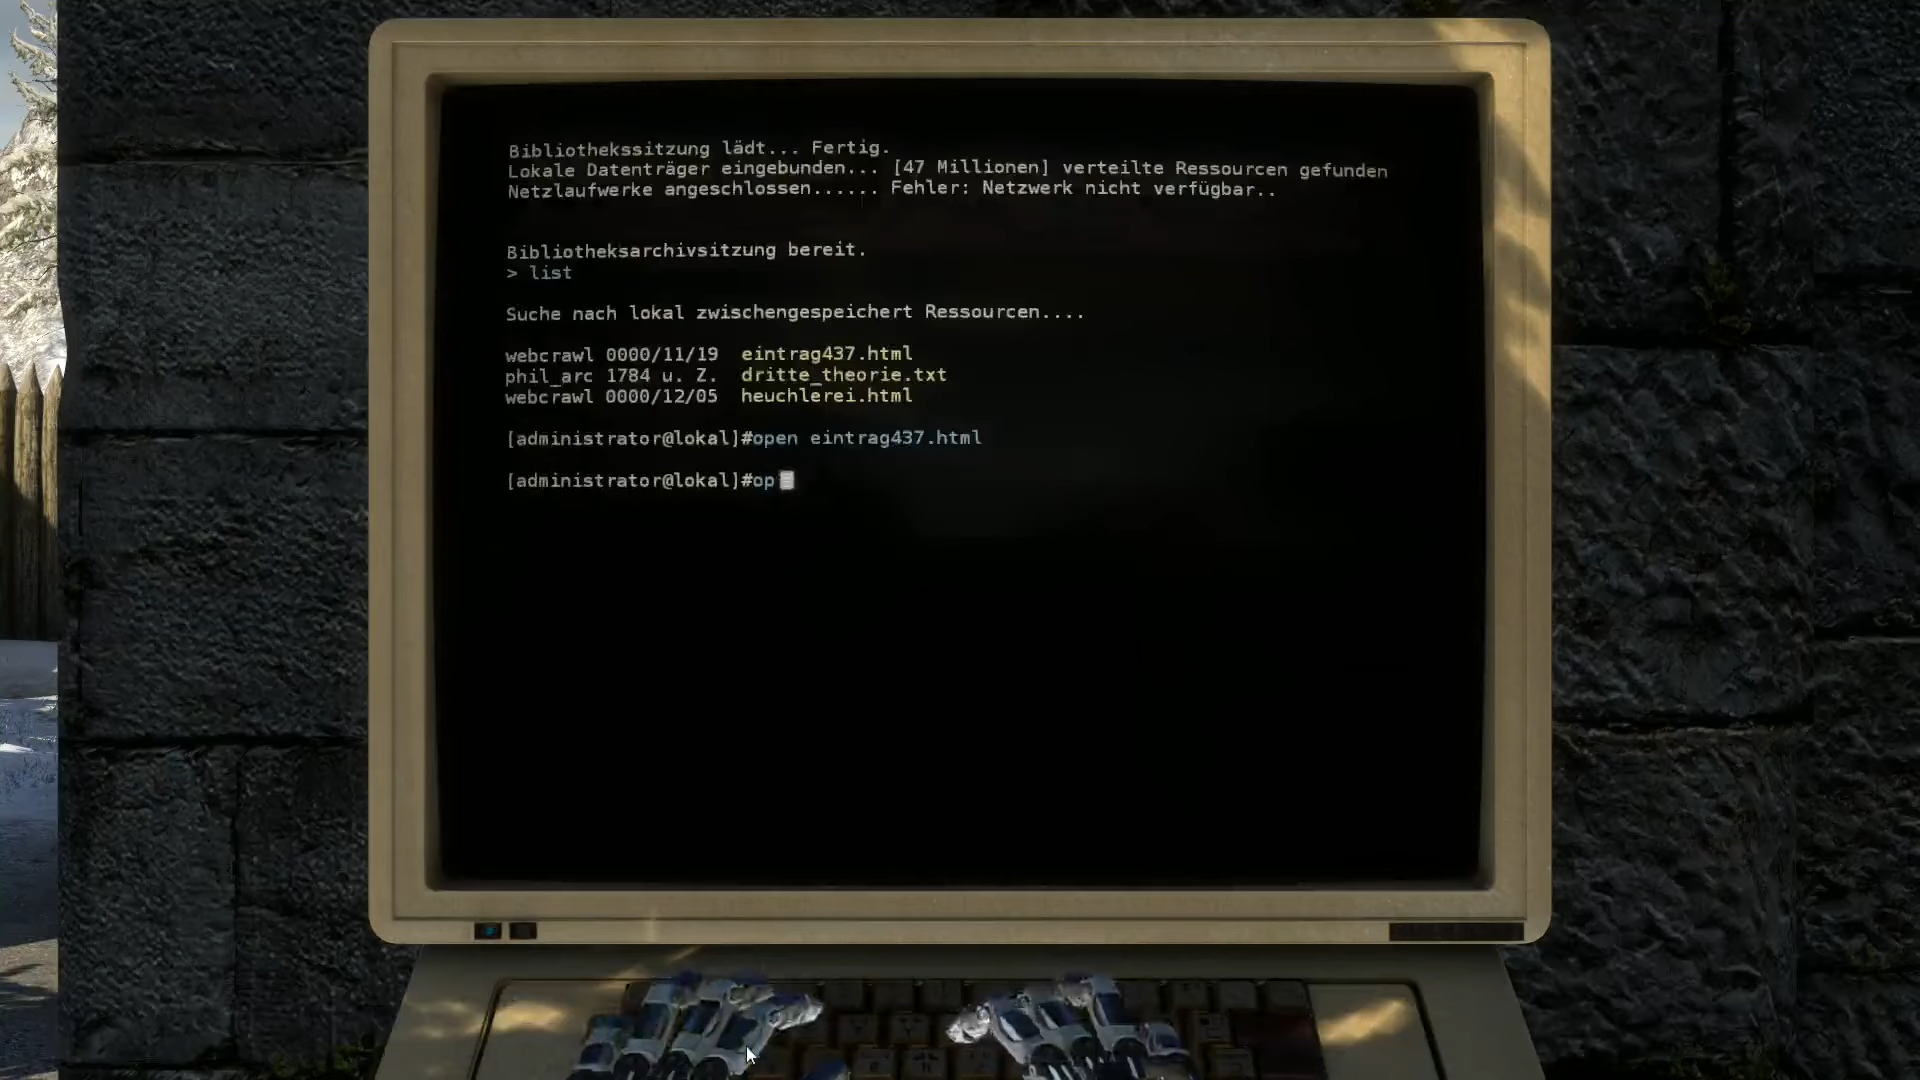 Bibliothekssitzung lädt... Fertig.
Lokale Datenträger eingebunden... [47 Millionen] verteilte Ressourcen gefunden
Netzlaufwerke angeschlossen...... Fehler: Netzwerk nicht verfügbar..
Bibliotheksarchivsitzung bereit.
> list
Suche nach lokal zwischengespeichert Ressourcen....
webcrawl 0000/11/19 eintrag437.html
phil_arc 1784 u. Z. dritte_theorie.txt
webcrawl 0000/12/05 heuchlerei.html
[administrator@lokal]#open eintrag437.html
[administrator@lokal]#op